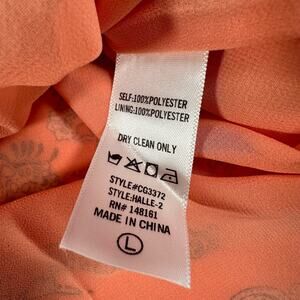 SELF:100%POLYESTER
LINING:100%POLYESTER
DRY CLEAN ONLY
STYLE#CG3372
STYLE:HALLE-2
RN# 148161
MADE IN CHINA
L